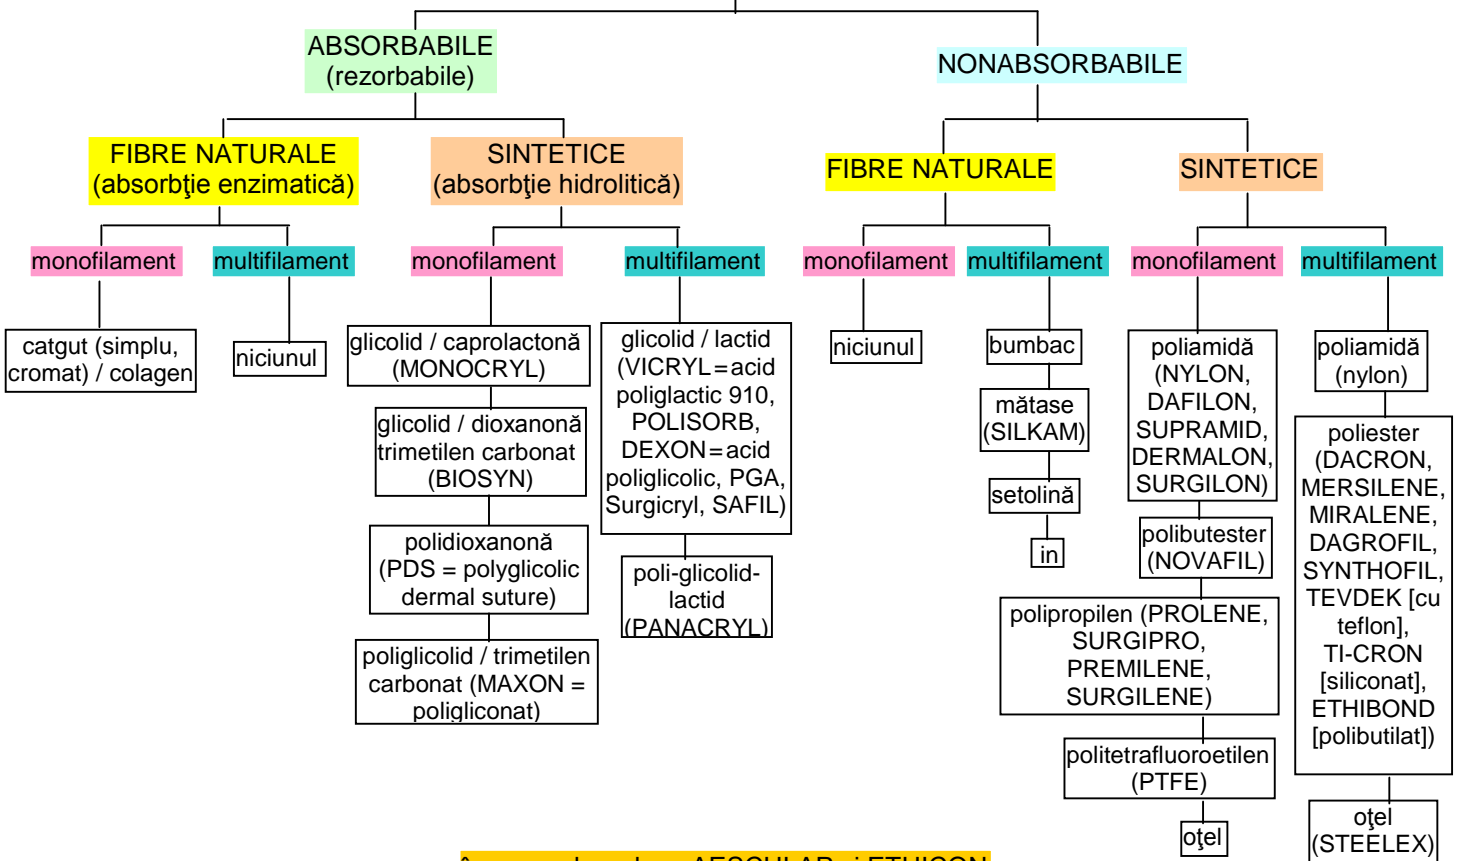 ABSORBABILE
(rezorbabile)
NONABSORBABILE
FIBRE NATURALE
(absorbţie enzimatică)
SINTETICE
(absorbţie hidrolitică)
FIBRE NATURALE
SINTETICE
monofilament
multifilament
monofilament
multifilament
monofilament
multifilament
monofilament
multifilament
catgut (simplu,
cromat) / colagen
niciunul
glicolid / caprolactonă
(MONOCRYL)
glicolid / dioxanonă
trimetilen carbonat
(BIOSYN)
polidioxanonă
(PDS = polyglicolic
dermal suture)
poliglicolid / trimetilen
carbonat (MAXON =
poligliconat)
glicolid / lactid
(VICRYL=acid
poliglactic 910,
POLISORB,
DEXON=acid
poliglicolic, PGA,
Surgicryl, SAFIL)
poli-glicolid-
lactid
(PANACRYL)
niciunul
bumbac
mătase
(SILKAM)
setolină
in
poliamidă
(NYLON,
DAFILON,
SUPRAMID,
DERMALON,
SURGILON)
polibutester
(NOVAFIL)
polipropilen (PROLENE,
SURGIPRO,
PREMILENE,
SURGILENE)
politetrafluoroetilen
(PTFE)
oţel
poliamidă
(nylon)
poliester
(DACRON,
MERSILENE,
MIRALENE,
DAGROFIL,
SYNTHOFIL,
TEVDEK [cu
teflon],
TI-CRON
[siliconat],
ETHIBOND
[polibutilat])
oţel
(STEELEX)
AESCULAP şi ETHICON